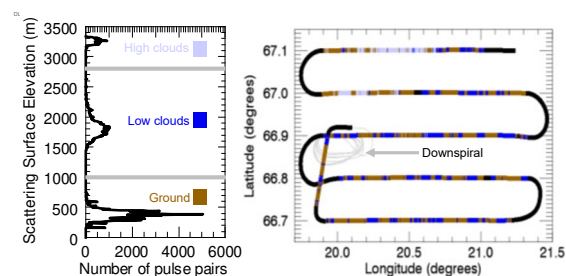 3500
3000
2500
2000
1500
1000
500
0
Scattering Surface Elevation (m)
High clouds
Low clouds
Ground
0 2000 4000 6000
Number of pulse pairs
67.1
67.0
66.9
66.8
66.7
Latitude (degrees)
Downspiral
20.0 20.5 21.0 21.5
Longitude (degrees)